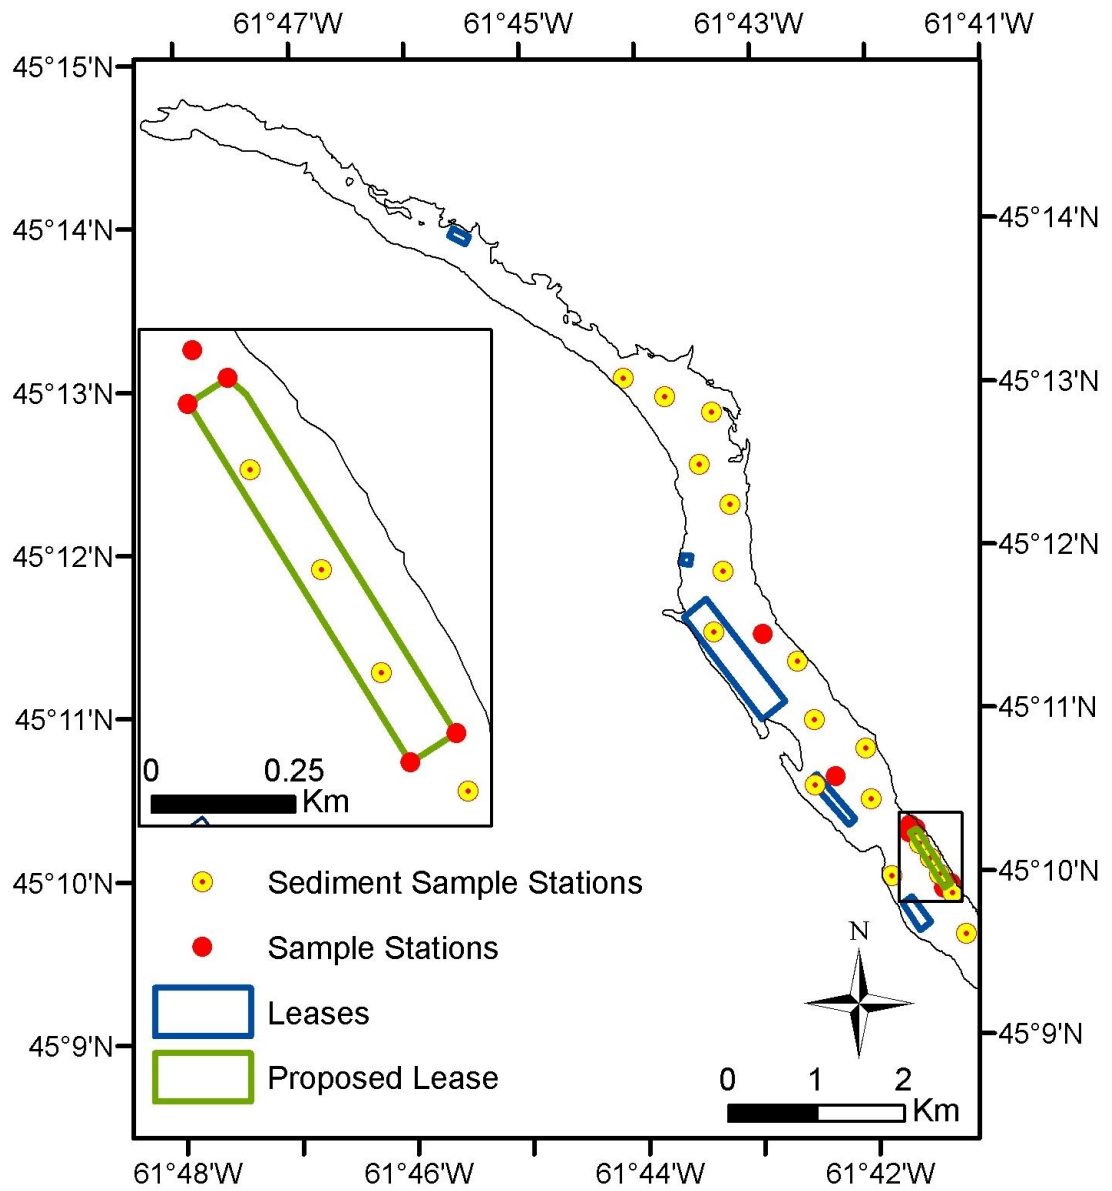 61°47'W 61°45'W 61°43'W 61°41'W
45°15'N
45°14'N 45°14'N
45°13'N 45°13'N
45°12'N 45°12'N
45°11'N 45°11'N
0 0.25
Km
Sediment Sample Stations
45°10'N 45°10'N
Sample Stations
N
Leases
45°9'N 45°9'N
Proposed Lease
0 1 2
Km
61°48'W 61°46'W 61°44'W 61°42'W